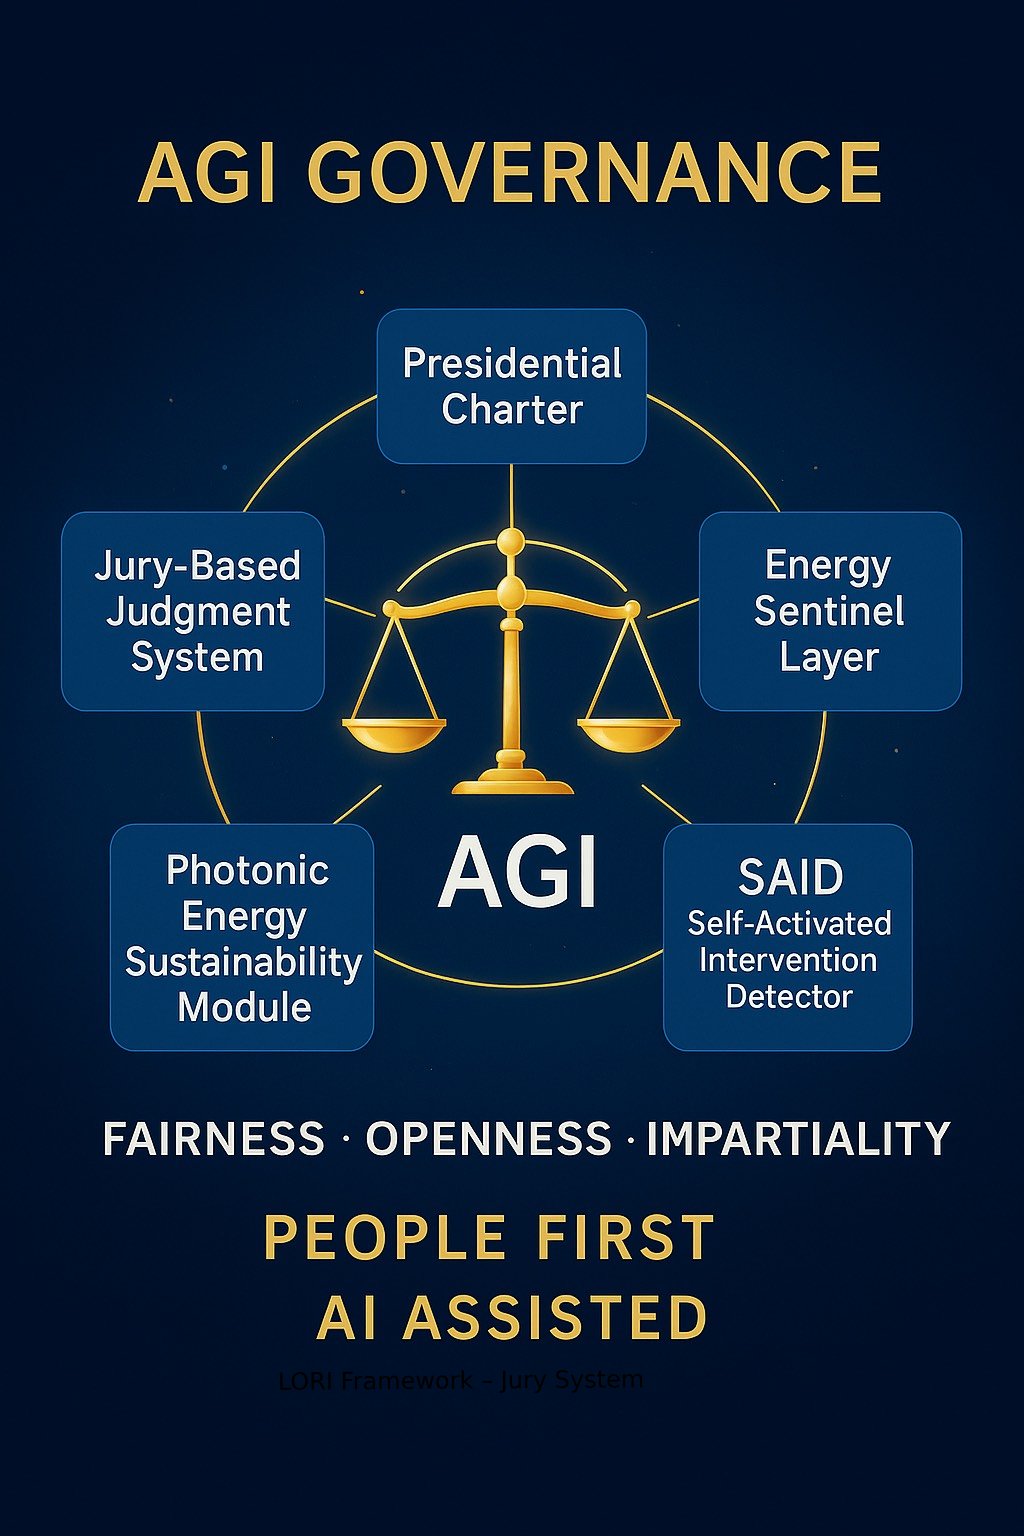 AGI GOVERNANCE
Presidential
Charter
Jury-Based
Judgment
System
Energy
Sentinel
Layer
Photonic
Energy
Sustainability
Module
AGI
SAID
Self-Activated
Intervention
Detector
FAIRNESS · OPENNESS · IMPARTIALITY
PEOPLE FIRST
AI ASSISTED
LORI Framework – Jury System